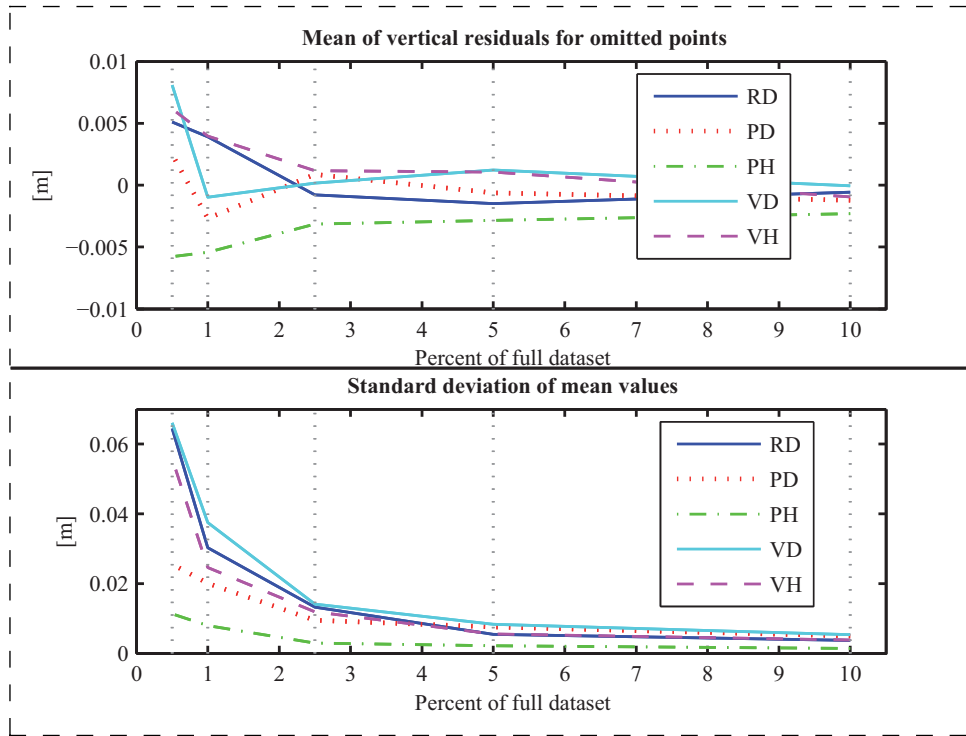 Mean of vertical residuals for omitted points
0.01
0.005
0
−0.005
−0.01
[m]
RD
PD
PH
VD
VH
0 1 2 3 4 5 6 7 8 9 10
Percent of full dataset
Standard deviation of mean values
0.06
0.04
0.02
0
[m]
RD
PD
PH
VD
VH
0 1 2 3 4 5 6 7 8 9 10
Percent of full dataset